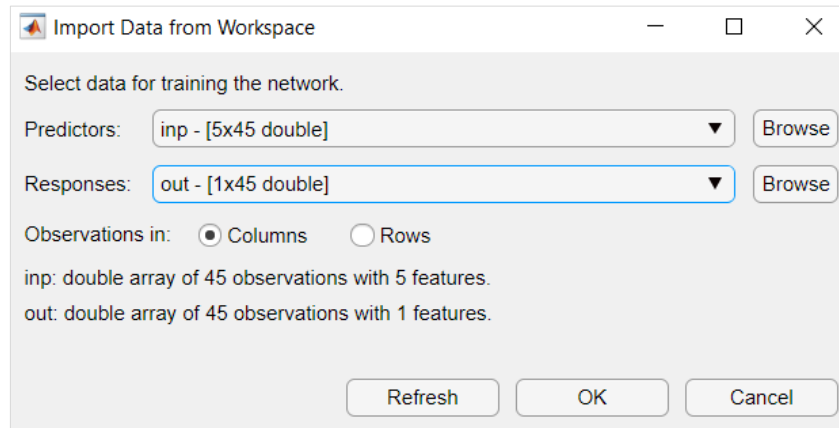 Import Data from Workspace
Select data for training the network.
Predictors: inp - [5x45 double] Browse
Responses: out - [1x45 double] Browse
Observations in: Columns Rows
inp: double array of 45 observations with 5 features.
out: double array of 45 observations with 1 features.
Refresh OK Cancel